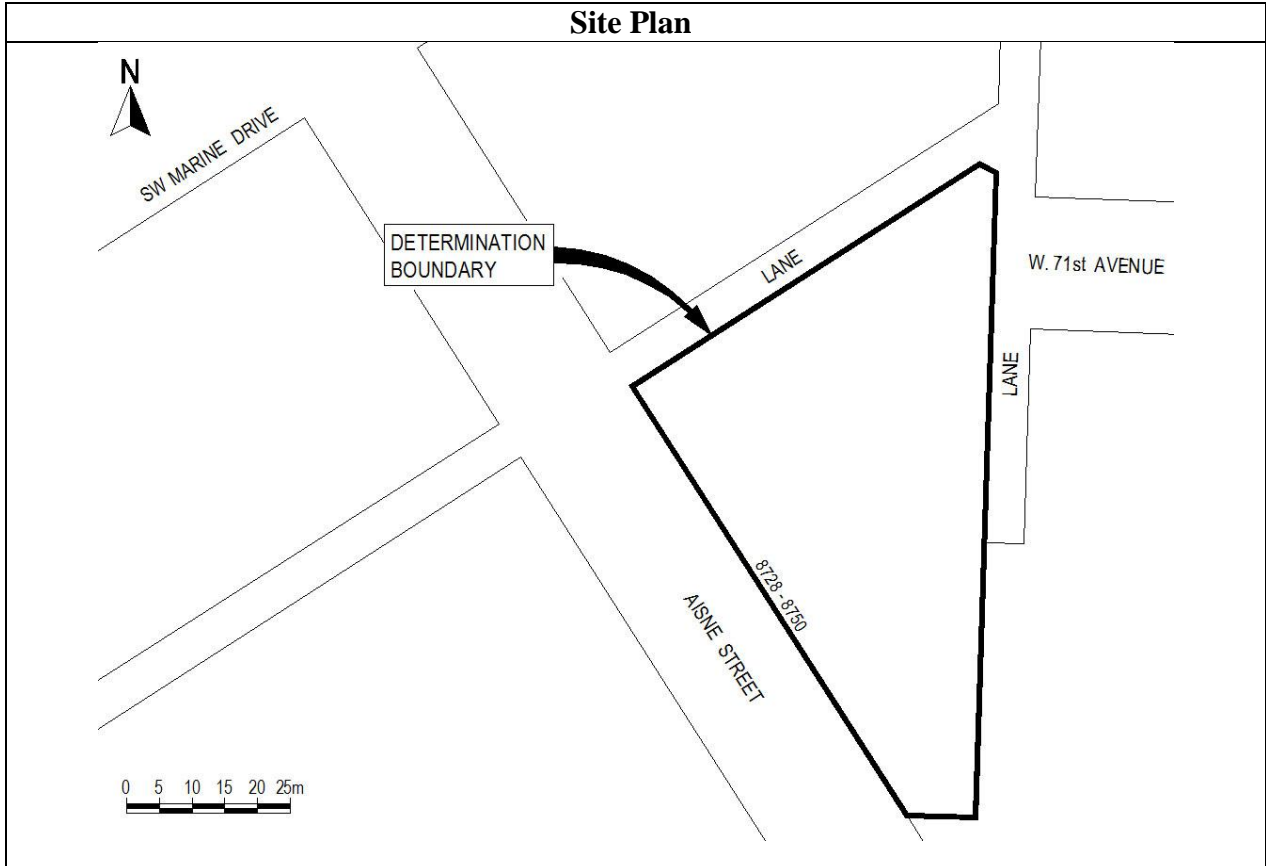 Site Plan
N
SW MARINE DRIVE
DETERMINATION
BOUNDARY
LANE
W. 71st AVENUE
LANE
8728 - 8750
AISNE STREET
0 5 10 15 20 25m